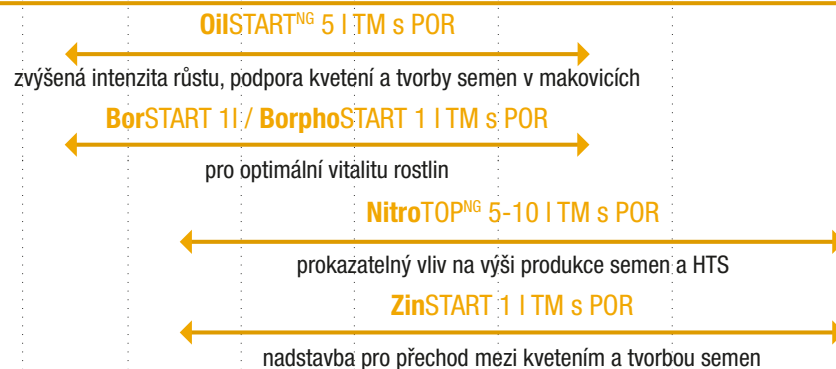 OilSTARTᴺᴳ 5 l TM s POR
zvýšená intenzita růstu, podpora kvetení a tvorby semen v makovicích
BorSTART 1l / BorphoSTART 1 l TM s POR
pro optimální vitalitu rostlin
NitroTOPᴺᴳ 5-10 l TM s POR
prokazatelný vliv na výši produkce semen a HTS
ZinSTART 1 l TM s POR
nadstavba pro přechod mezi kvetením a tvorbou semen